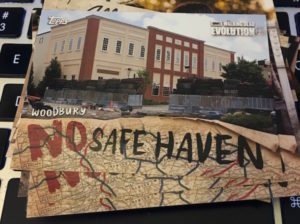 TOPPS
EVOLUTION
WOODBURY
NO SAFE HAVEN